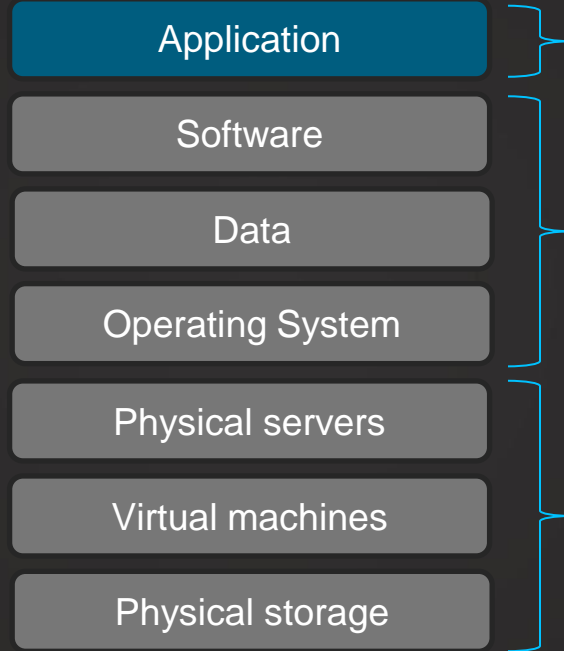 Application
Software
Data
Operating System
Physical servers
Virtual machines
Physical storage